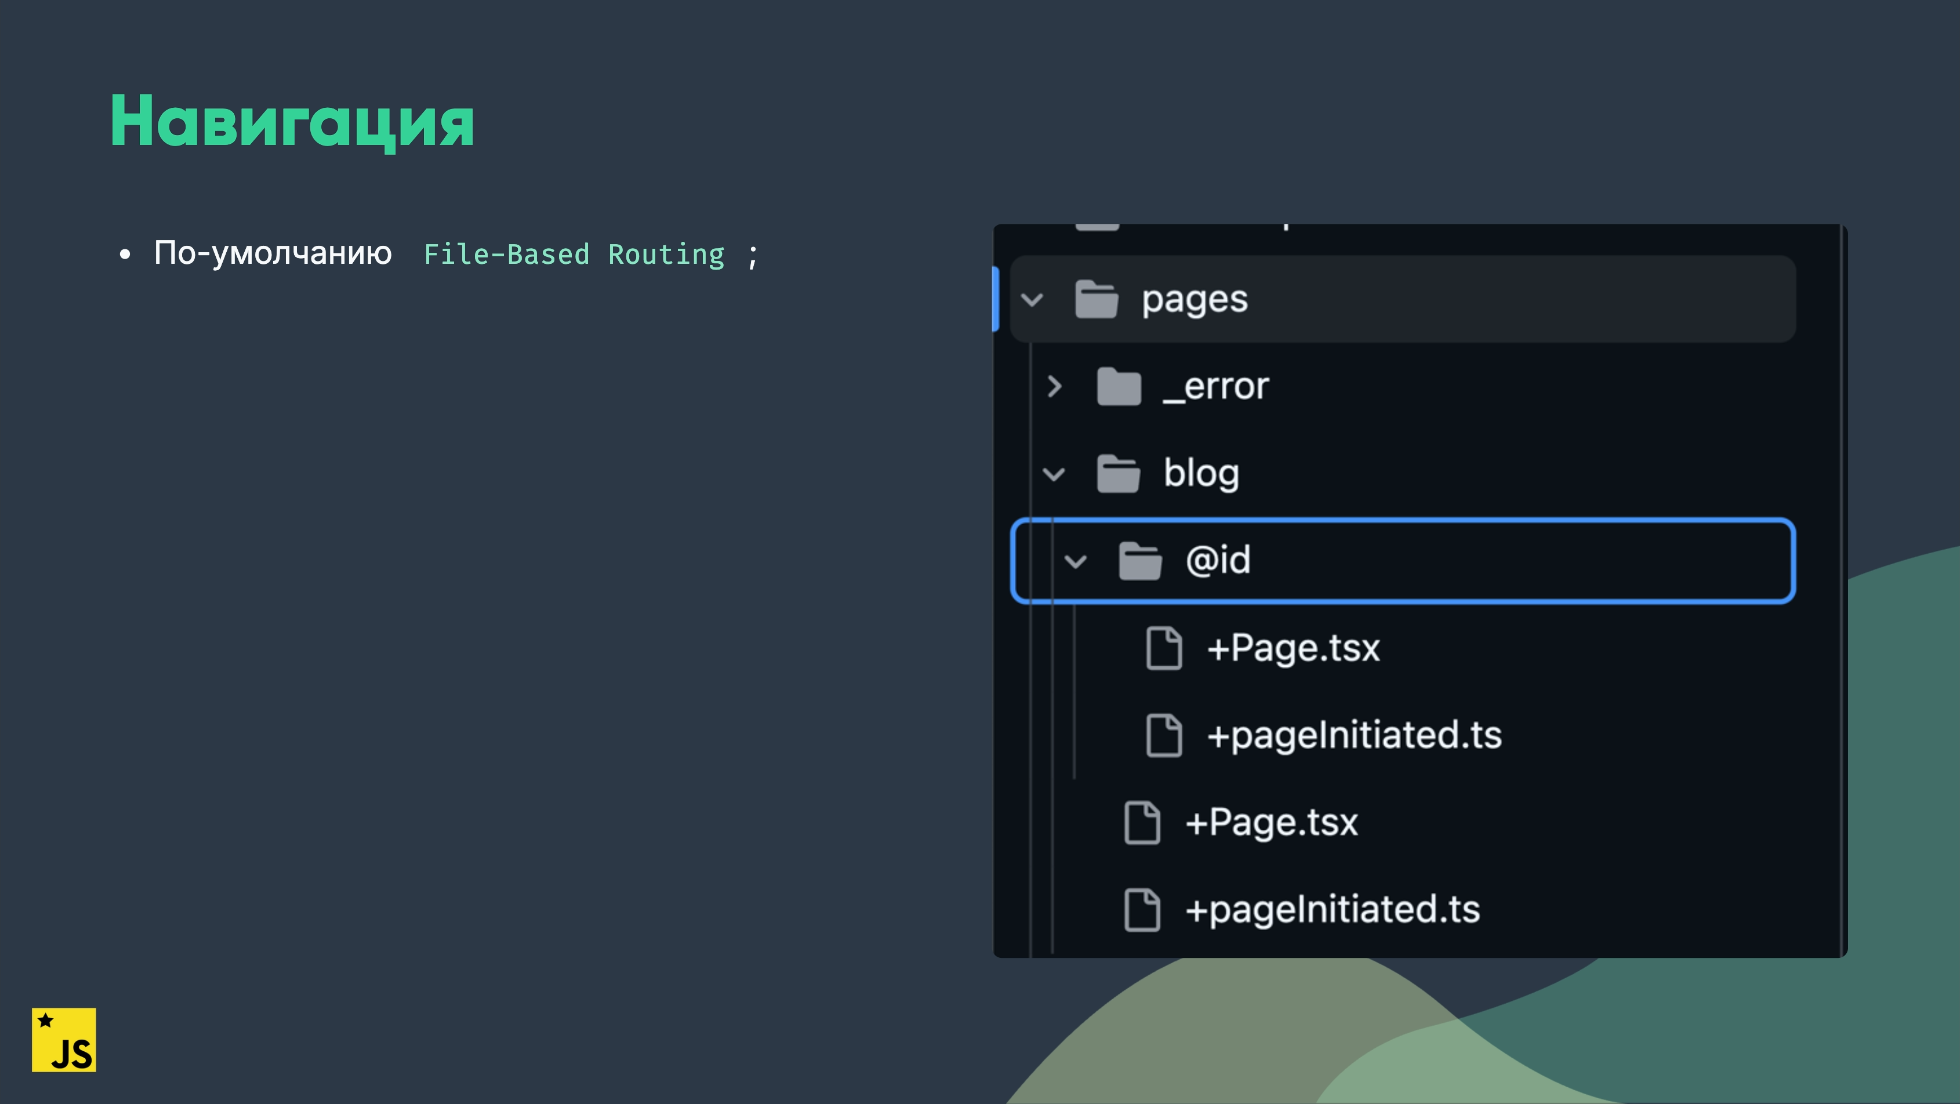 Навигация
• По-умолчанию File-Based Routing ;
pages
_error
blog
@id
+Page.tsx
+pageInitiated.ts
+Page.tsx
+pageInitiated.ts
JS